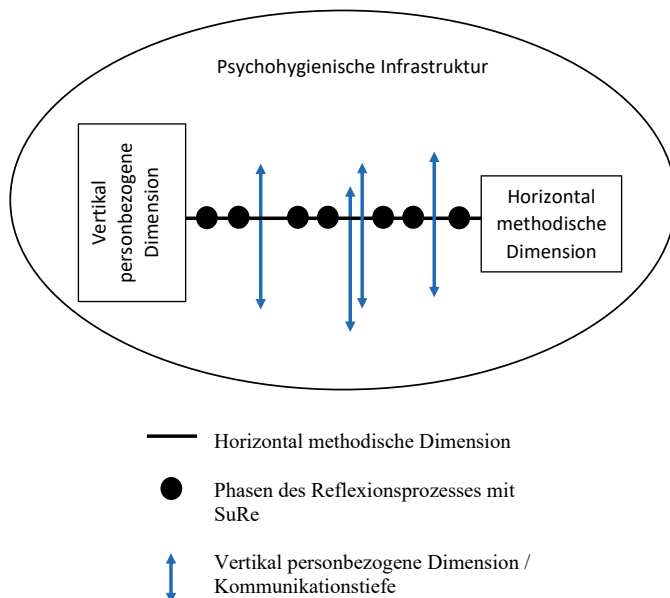 Psychohygienische Infrastruktur
Vertikal
personbezogene
Dimension
Horizontal
methodische
Dimension
Horizontal methodische Dimension
Phasen des Reflexionsprozesses mit
SuRe
Vertikal personbezogene Dimension /
Kommunikationstiefe